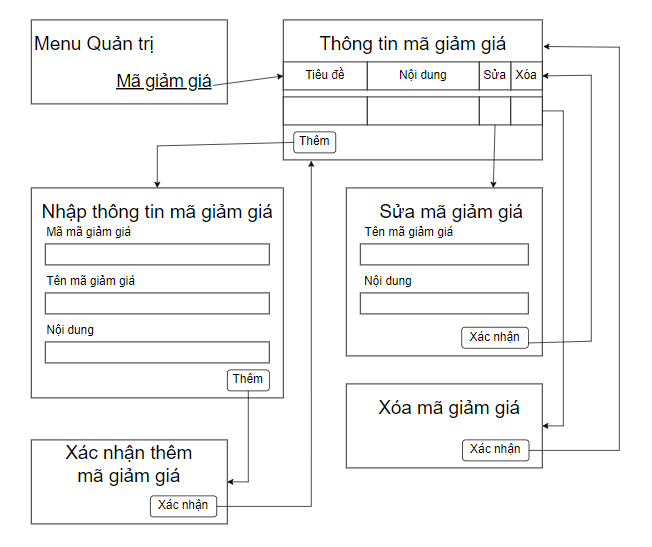 Menu Quản trị
Mã giảm giá
Thông tin mã giảm giá
Tiêu đề Nội dung Sửa Xóa
Thêm
Nhập thông tin mã giảm giá
Mã mã giảm giá
Tên mã giảm giá
Nội dung
Thêm
Sửa mã giảm giá
Tên mã giảm giá
Nội dung
Xác nhận
Xóa mã giảm giá
Xác nhận
Xác nhận thêm
mã giảm giá
Xác nhận